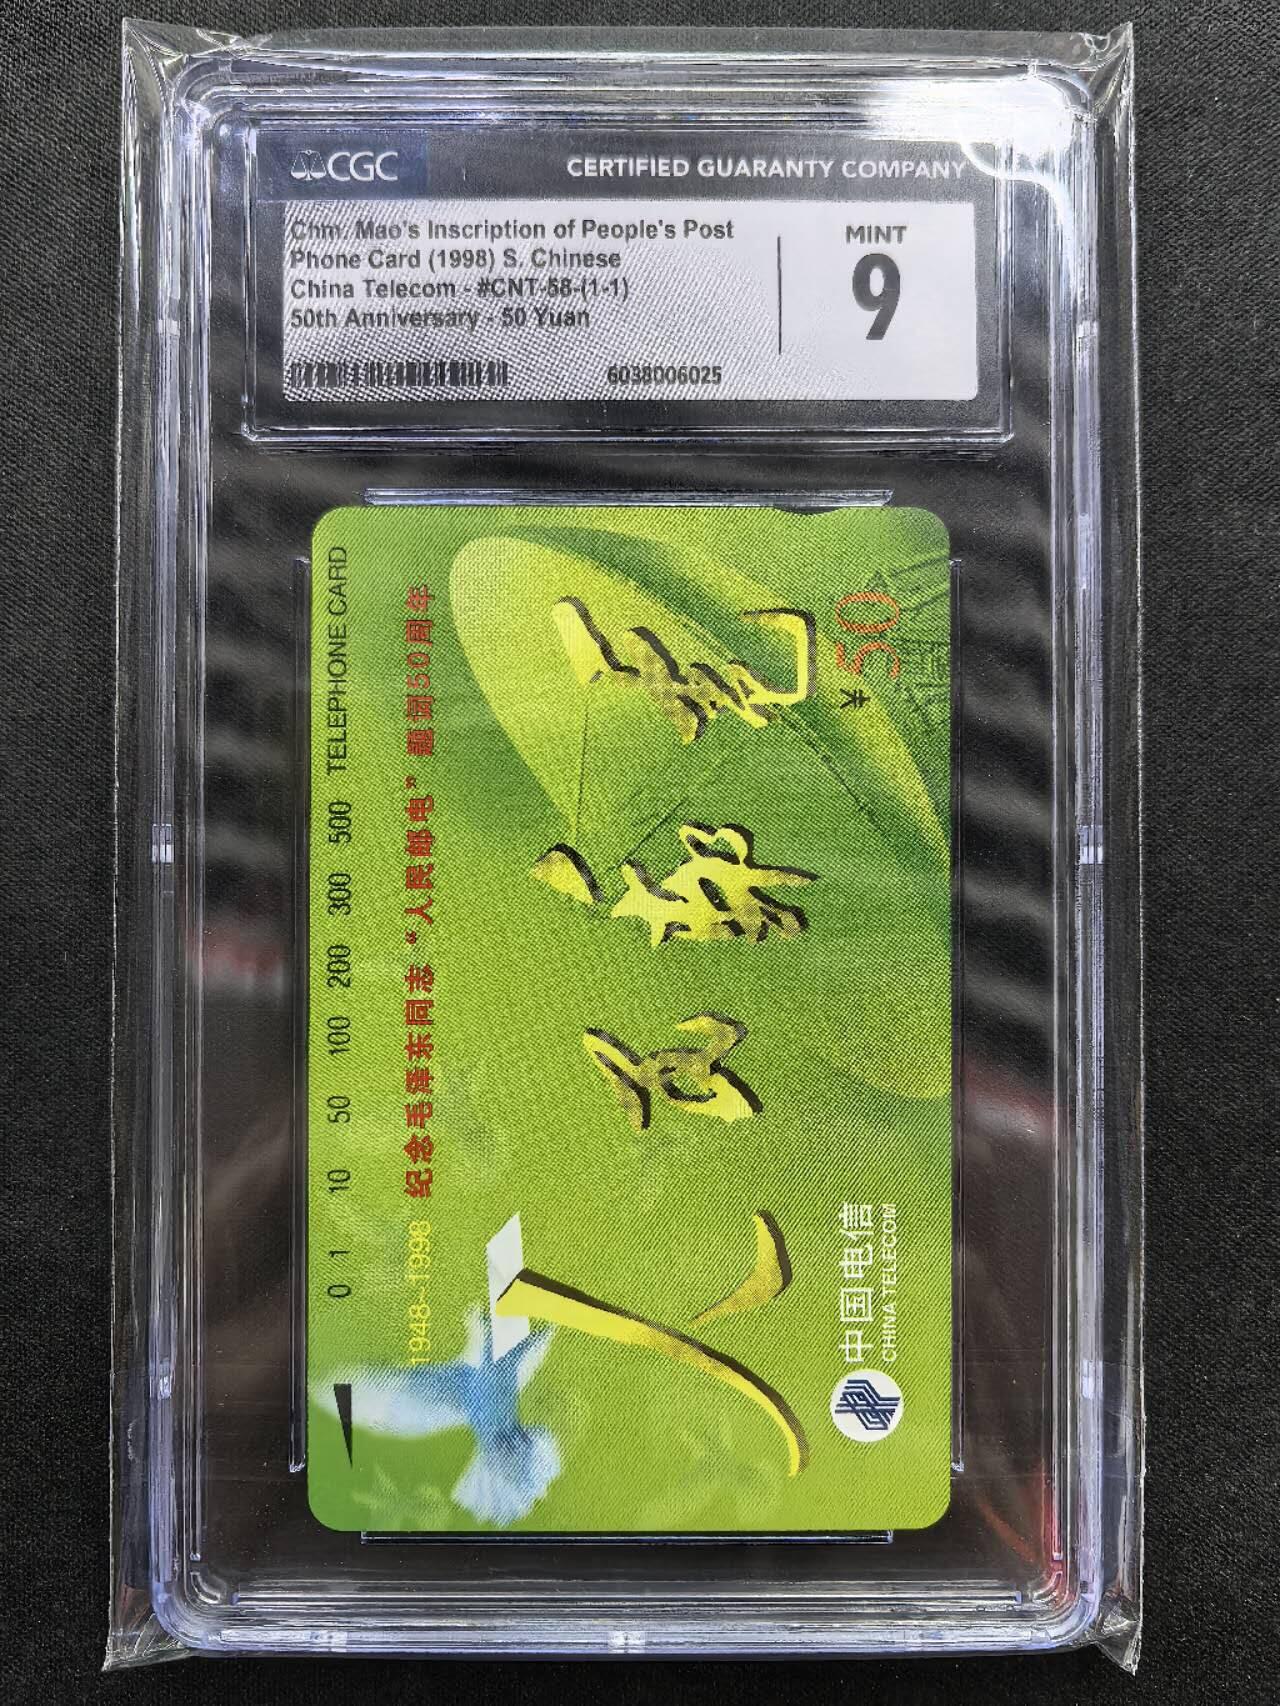 CGC
CERTIFIED GUARANTY COMPANY
Chm. Mao's Inscription of People's Post
Phone Card (1998) S. Chinese
China Telecom - #CNT-58-(1-1)
50th Anniversary - 50 Yuan
6038006025
MINT
9
0 1 10 50 100 200 300 500 TELEPHONE CARD
1948~1998 纪念毛泽东同志“人民邮电”题词50周年
人民邮电
中国电信
CHINA TELECOM
¥50